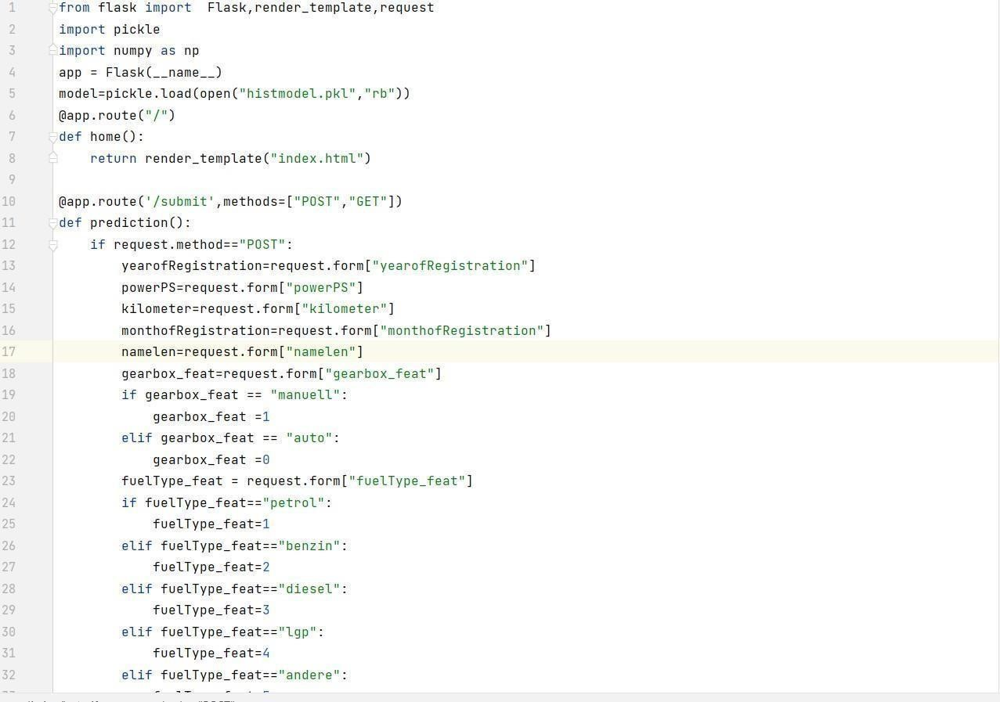 1 from flask import  Flask,render_template,request
2 import pickle
3 import numpy as np
4 app = Flask(__name__)
5 model=pickle.load(open("histmodel.pkl","rb"))
6 @app.route("/")
7 def home():
8     return render_template("index.html")
9
10 @app.route('/submit',methods=["POST","GET"])
11 def prediction():
12     if request.method=="POST":
13         yearofRegistration=request.form["yearofRegistration"]
14         powerPS=request.form["powerPS"]
15         kilometer=request.form["kilometer"]
16         monthofRegistration=request.form["monthofRegistration"]
17         namelen=request.form["namelen"]
18         gearbox_feat=request.form["gearbox_feat"]
19         if gearbox_feat == "manuell":
20             gearbox_feat =1
21         elif gearbox_feat == "auto":
22             gearbox_feat =0
23         fuelType_feat = request.form["fuelType_feat"]
24         if fuelType_feat=="petrol":
25             fuelType_feat=1
26         elif fuelType_feat=="benzin":
27             fuelType_feat=2
28         elif fuelType_feat=="diesel":
29             fuelType_feat=3
30         elif fuelType_feat=="lgp":
31             fuelType_feat=4
32         elif fuelType_feat=="andere":